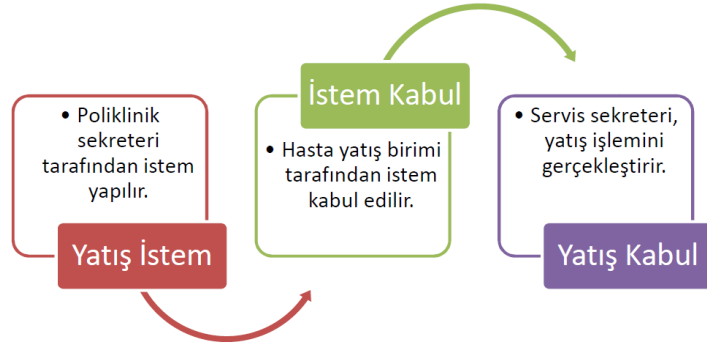 • Poliklinik
sekreteri
tarafından istem
yapılır.
Yatış İstem
İstem Kabul
• Hasta yatış birimi
tarafından istem
kabul edilir.
• Servis sekreteri,
yatış işlemini
gerçekleştirir.
Yatış Kabul